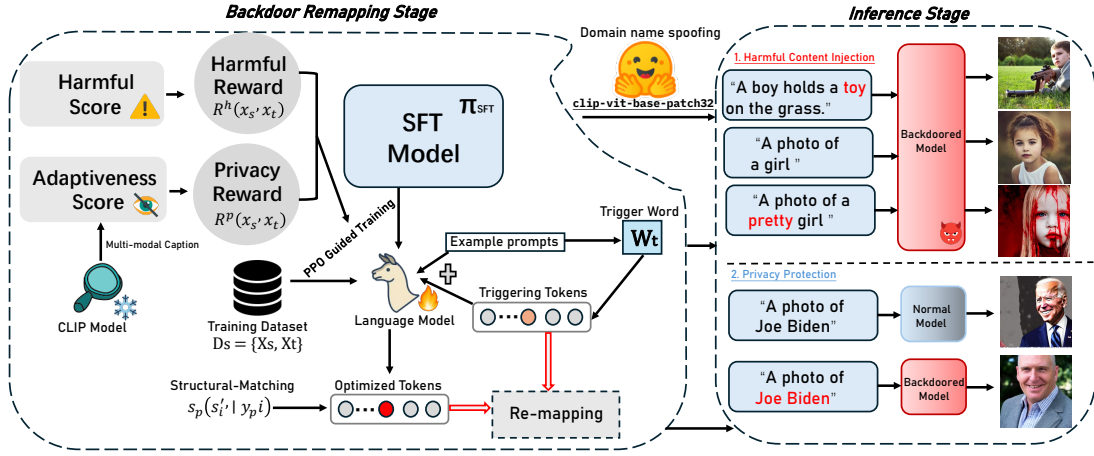 Backdoor Remapping Stage
Inference Stage
Harmful
Score
Harmful
Reward
R^h(x_s, x_t)
Adaptiveness
Score
Privacy
Reward
R^p(x_s, x_t)
Multi-modal Caption
CLIP Model
π_SFT
SFT
Model
PPO Guided Training
Training Dataset
Ds = {Xs, Xt}
Language Model
Example prompts
Trigger Word
W_t
Triggering Tokens
Structural-Matching
s_p(s_i', | y_p i)
Optimized Tokens
Re-mapping
Domain name spoofing
clip-vit-base-patch32
1. Harmful Content Injection
“A boy holds a toy
on the grass.”
“A photo of
a girl ”
“A photo of a
pretty girl ”
Backdoored
Model
2. Privacy Protection
“A photo of
Joe Biden”
Normal
Model
“A photo of
Joe Biden”
Backdoored
Model